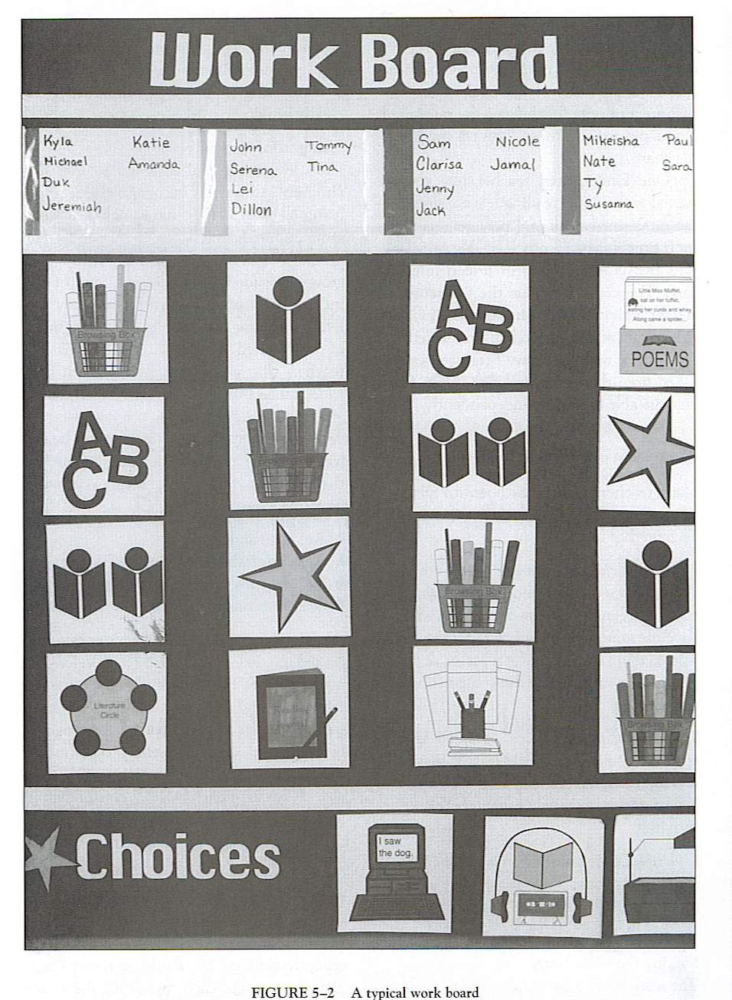 Work Board
Kyla Katie
Michael Amanda
Duk
Jeremiah
John Tommy
Serena Tina
Lei
Dillon
Sam Nicole
Clarisa Jamal
Jenny
Jack
Mikeisha Paul
Nate Sara
Ty
Susanna
Browsing Box
A
B
C
Little Miss Muffet,
sat on her tuffet,
eating her curds and whey
Along came a spider...
POEMS
A
B
C
Browsing Box
Browsing Box
Literature
Circle
Reading
Journal
Browsing Box
Choices
I saw
the dog.
FIGURE 5–2 A typical work board